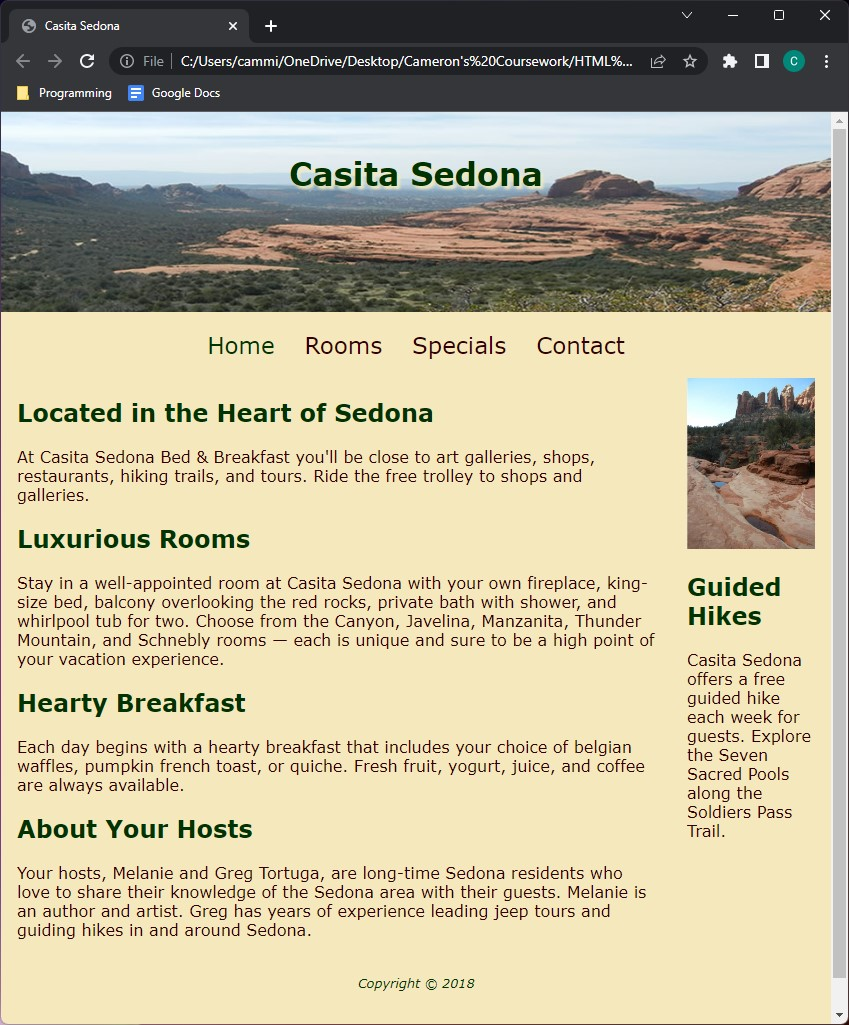 Casita Sedona
File
C:/Users/cammi/OneDrive/Desktop/Cameron's%20Coursework/HTML%...
C
Programming
Google Docs
Casita Sedona
Home Rooms Specials Contact
Located in the Heart of Sedona
At Casita Sedona Bed & Breakfast you'll be close to art galleries, shops,
restaurants, hiking trails, and tours. Ride the free trolley to shops and
galleries.
Luxurious Rooms
Stay in a well-appointed room at Casita Sedona with your own fireplace, king-
size bed, balcony overlooking the red rocks, private bath with shower, and
whirlpool tub for two. Choose from the Canyon, Javelina, Manzanita, Thunder
Mountain, and Schnebly rooms — each is unique and sure to be a high point of
your vacation experience.
Hearty Breakfast
Each day begins with a hearty breakfast that includes your choice of belgian
waffles, pumpkin french toast, or quiche. Fresh fruit, yogurt, juice, and coffee
are always available.
About Your Hosts
Your hosts, Melanie and Greg Tortuga, are long-time Sedona residents who
love to share their knowledge of the Sedona area with their guests. Melanie is
an author and artist. Greg has years of experience leading jeep tours and
guiding hikes in and around Sedona.
Guided
Hikes
Casita Sedona
offers a free
guided hike
each week for
guests. Explore
the Seven
Sacred Pools
along the
Soldiers Pass
Trail.
Copyright © 2018